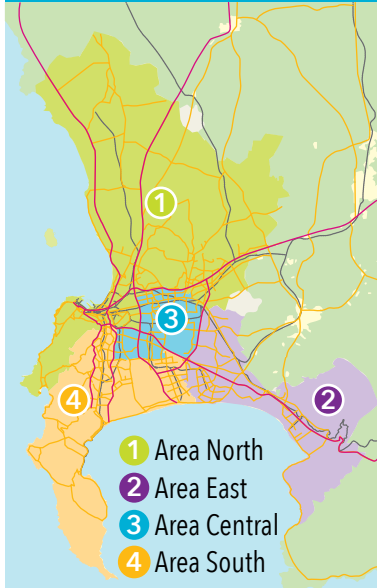 1
3
2
4
1 Area North
2 Area East
3 Area Central
4 Area South